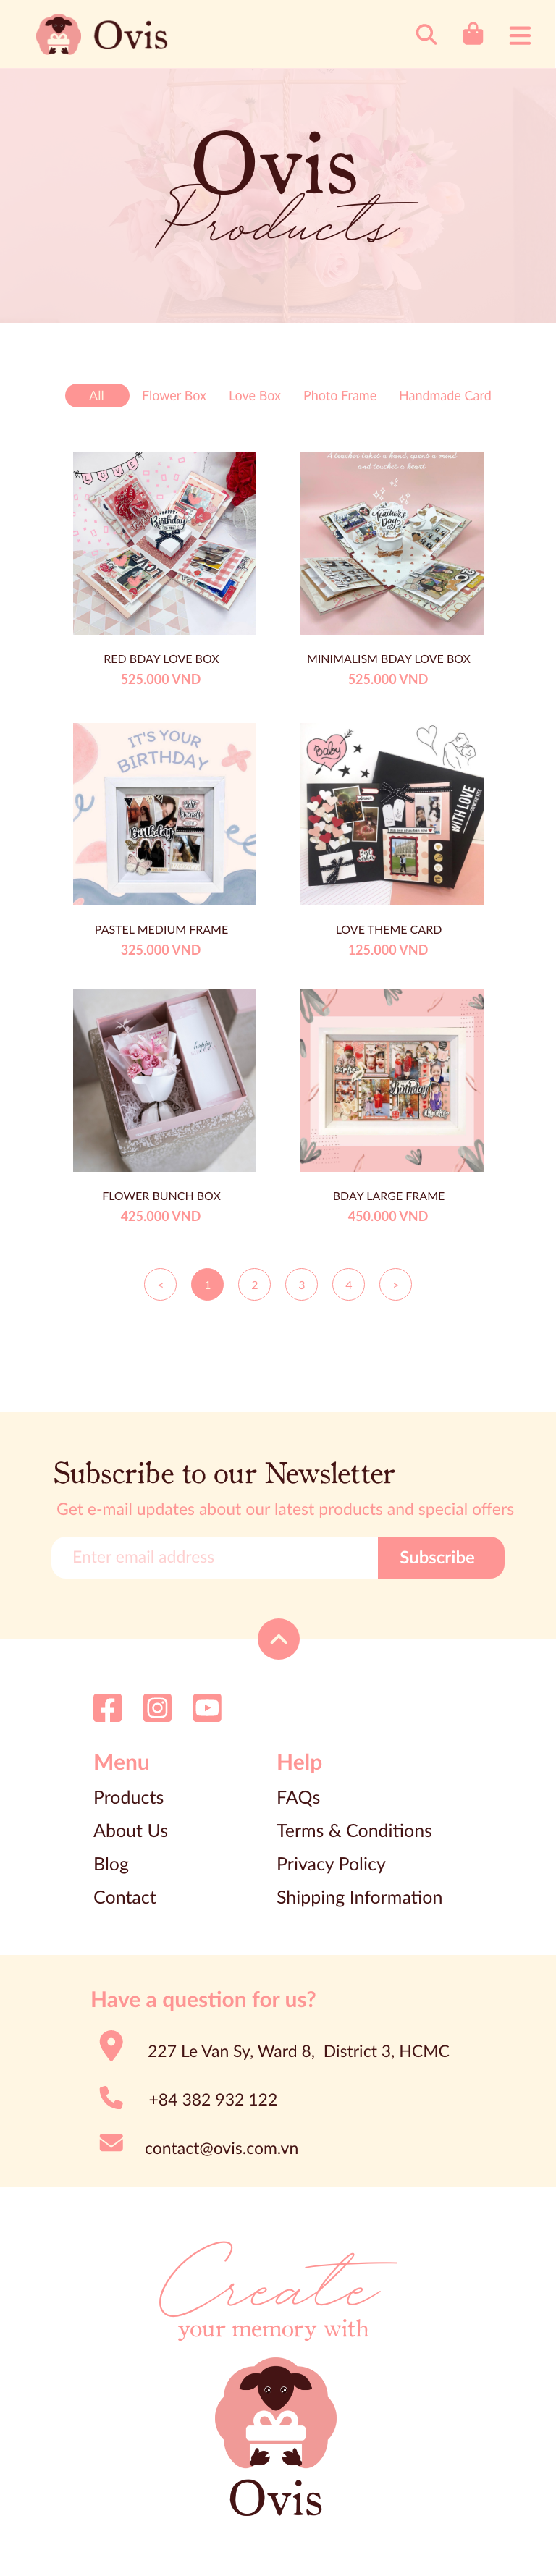 Ovis
Ovis
Products
All Flower Box Love Box Photo Frame Handmade Card
LOVE
HAPPY
Birthday
A teacher takes a hand, opens a mind
and touches a heart.
Teacher's
Day
RED BDAY LOVE BOX MINIMALISM BDAY LOVE BOX
525.000 VND 525.000 VND
IT'S YOUR
BIRTHDAY
Birthday
Baby
WITH LOVE
PASTEL MEDIUM FRAME LOVE THEME CARD
325.000 VND 125.000 VND
happy
Birthday
FLOWER BUNCH BOX BDAY LARGE FRAME
425.000 VND 450.000 VND
< 1 2 3 4 >
Subscribe to our Newsletter
Get e-mail updates about our latest products and special offers
Enter email address Subscribe
Menu Help
Products FAQs
About Us Terms & Conditions
Blog Privacy Policy
Contact Shipping Information
Have a question for us?
227 Le Van Sy, Ward 8, District 3, HCMC
+84 382 932 122
contact@ovis.com.vn
Create
your memory with
Ovis